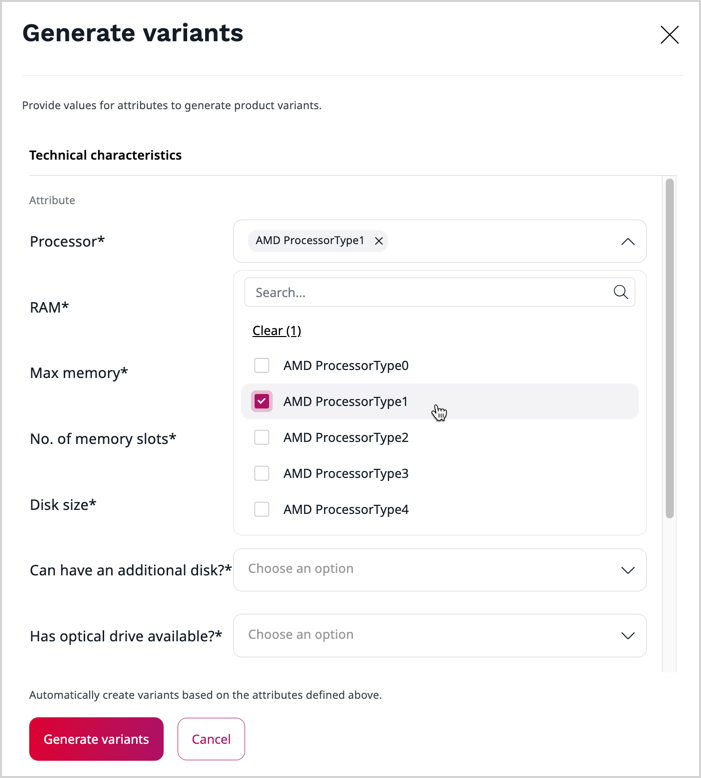 Generate variants
Provide values for attributes to generate product variants.
Technical characteristics
Attribute
Processor*
AMD ProcessorType1
RAM*
Search...
Clear (1)
AMD ProcessorType0
Max memory*
AMD ProcessorType1
No. of memory slots*
AMD ProcessorType2
AMD ProcessorType3
Disk size*
AMD ProcessorType4
Can have an additional disk?*
Choose an option
Has optical drive available?*
Choose an option
Automatically create variants based on the attributes defined above.
Generate variants
Cancel